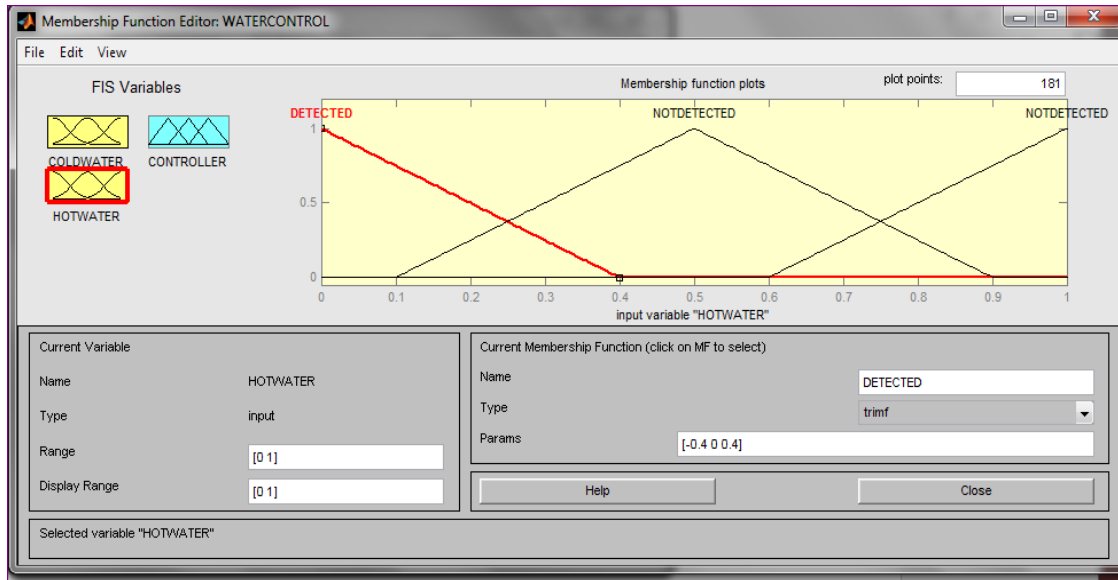 Membership Function Editor: WATERCONTROL
File Edit View
FIS Variables
COLDWATER
CONTROLLER
HOTWATER
Membership function plots
plot points:
181
DETECTED
NOTDETECTED
NOTDETECTED
1
0.5
0
0 0.1 0.2 0.3 0.4 0.5 0.6 0.7 0.8 0.9 1
input variable "HOTWATER"
Current Variable
Name HOTWATER
Type input
Range [0 1]
Display Range [0 1]
Current Membership Function (click on MF to select)
Name DETECTED
Type trimf
Params [-0.4 0 0.4]
Help Close
Selected variable "HOTWATER"